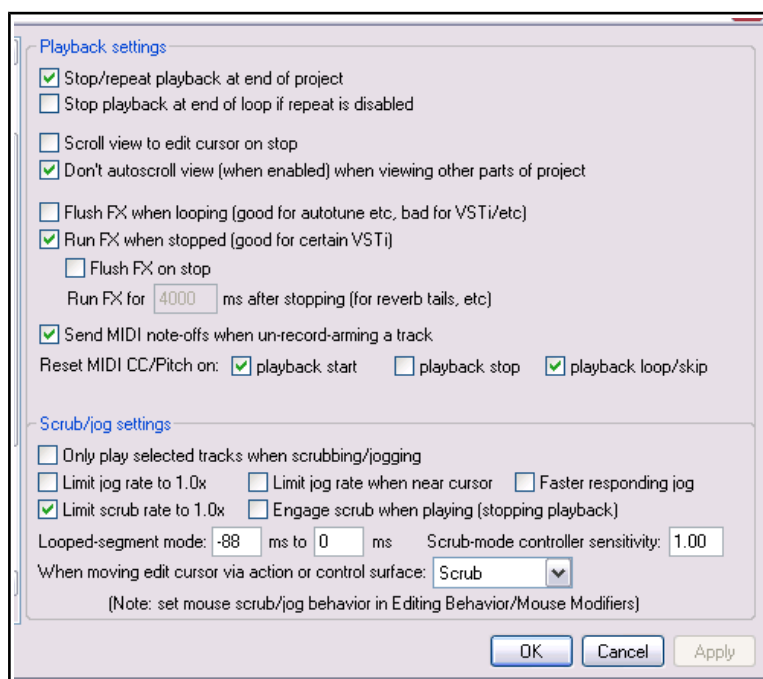 Playback settings
Stop/repeat playback at end of project
Stop playback at end of loop if repeat is disabled
Scroll view to edit cursor on stop
Don't autoscroll view (when enabled) when viewing other parts of project
Flush FX when looping (good for autotune etc, bad for VSTi/etc)
Run FX when stopped (good for certain VSTi)
Flush FX on stop
Run FX for 4000 ms after stopping (for reverb tails, etc)
Send MIDI note-offs when un-record-arming a track
Reset MIDI CC/Pitch on: playback start playback stop playback loop/skip
Scrub/jog settings
Only play selected tracks when scrubbing/jogging
Limit jog rate to 1.0x Limit jog rate when near cursor Faster responding jog
Limit scrub rate to 1.0x Engage scrub when playing (stopping playback)
Looped-segment mode: -88 ms to 0 ms Scrub-mode controller sensitivity: 1.00
When moving edit cursor via action or control surface: Scrub
(Note: set mouse scrub/jog behavior in Editing Behavior/Mouse Modifiers)
OK Cancel Apply